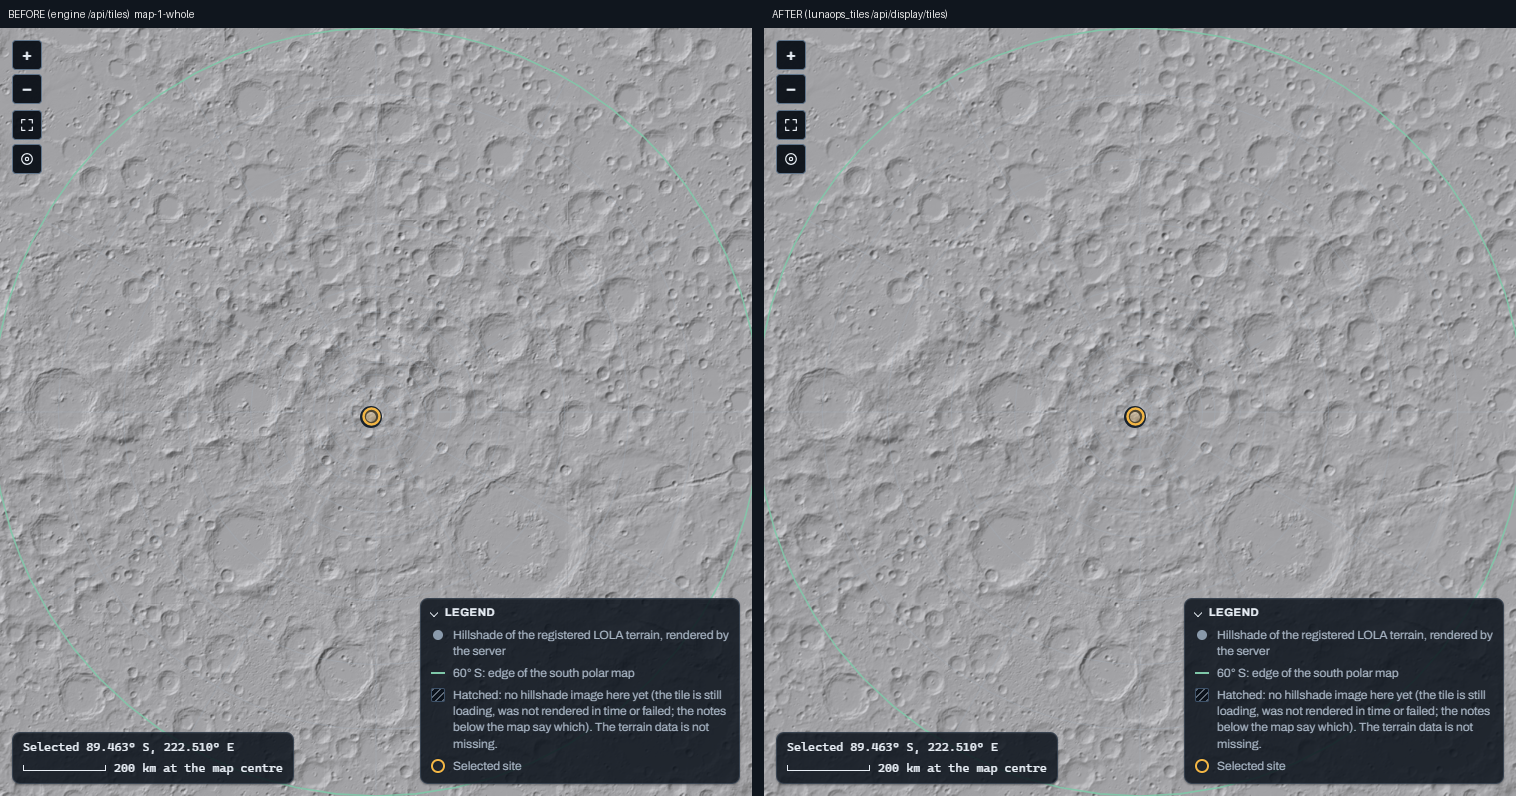 BEFORE (engine /api/tiles) map-1-whole
+
−
LEGEND
Hillshade of the registered LOLA terrain, rendered by
the server
60° S: edge of the south polar map
Hatched: no hillshade image here yet (the tile is still
loading, was not rendered in time or failed; the notes
below the map say which). The terrain data is not
missing.
Selected site
Selected 89.463° S, 222.510° E
200 km at the map centre
AFTER (lunaops_tiles /api/display/tiles)
+
−
LEGEND
Hillshade of the registered LOLA terrain, rendered by
the server
60° S: edge of the south polar map
Hatched: no hillshade image here yet (the tile is still
loading, was not rendered in time or failed; the notes
below the map say which). The terrain data is not
missing.
Selected site
Selected 89.463° S, 222.510° E
200 km at the map centre